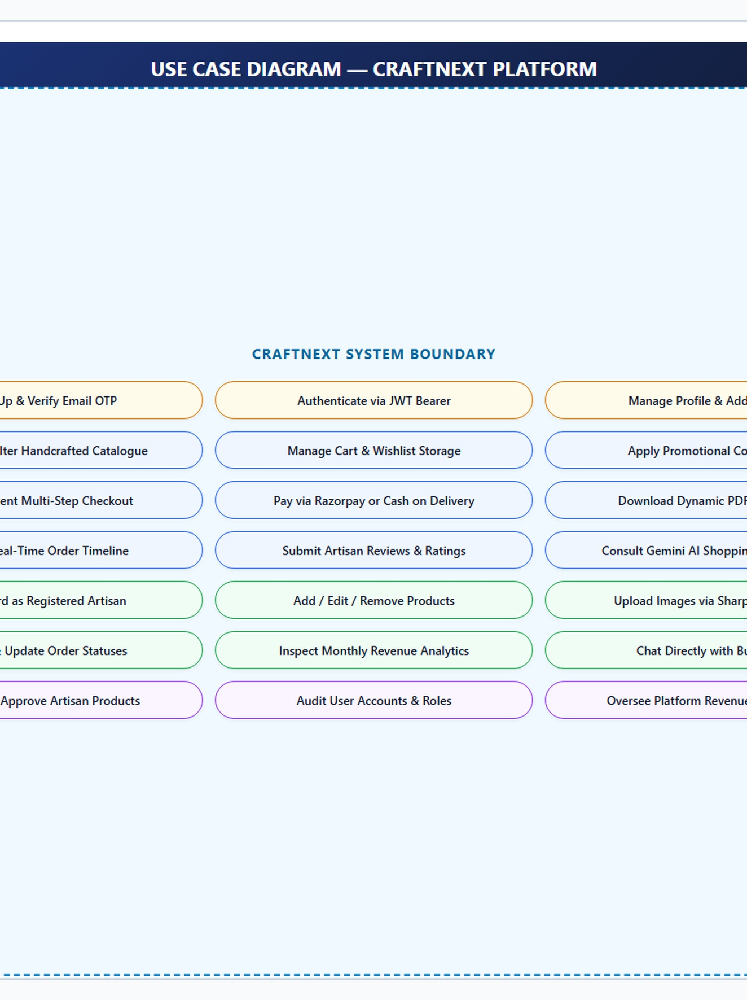 USE CASE DIAGRAM — CRAFTNEXT PLATFORM
CRAFTNEXT SYSTEM BOUNDARY
Up & Verify Email OTP
Authenticate via JWT Bearer
Manage Profile & Add
lter Handcrafted Catalogue
Manage Cart & Wishlist Storage
Apply Promotional Co
ent Multi-Step Checkout
Pay via Razorpay or Cash on Delivery
Download Dynamic PDF
eal-Time Order Timeline
Submit Artisan Reviews & Ratings
Consult Gemini AI Shoppin
rd as Registered Artisan
Add / Edit / Remove Products
Upload Images via Sharp
Update Order Statuses
Inspect Monthly Revenue Analytics
Chat Directly with Bu
Approve Artisan Products
Audit User Accounts & Roles
Oversee Platform Revenue